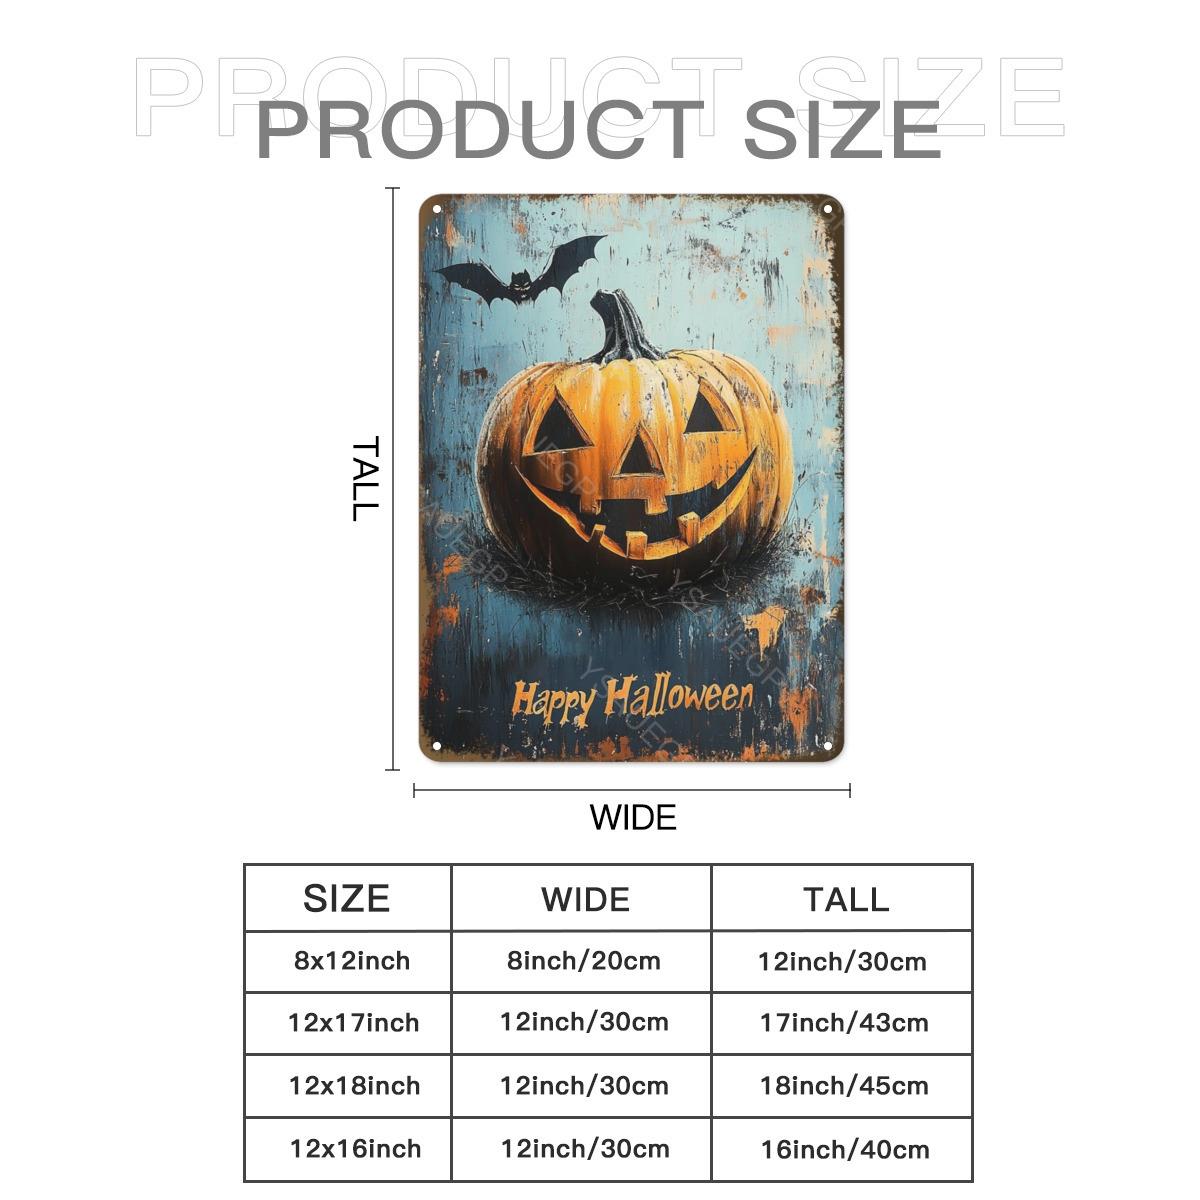 PRODUCT SIZE
PRODUCT SIZE
TALL
Happy Halloween
WIDE
SIZE WIDE TALL
8x12inch 8inch/20cm 12inch/30cm
12x17inch 12inch/30cm 17inch/43cm
12x18inch 12inch/30cm 18inch/45cm
12x16inch 12inch/30cm 16inch/40cm